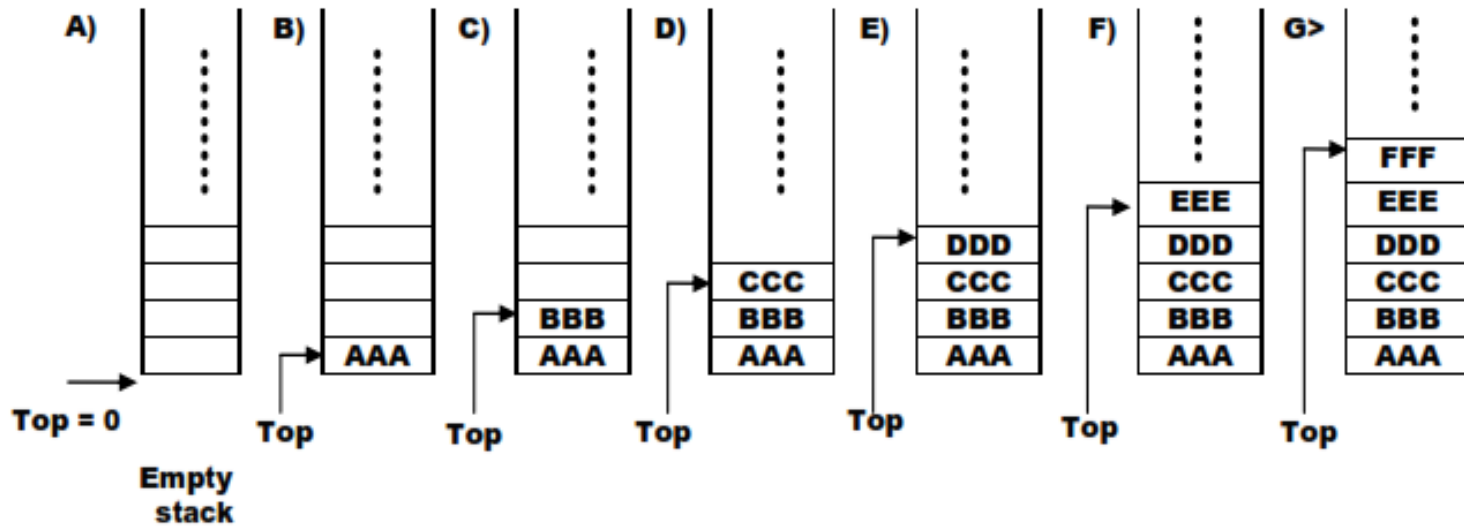 A) B) C) D) E) F) G>
FFF
EEE EEE
DDD DDD DDD
CCC CCC CCC CCC
BBB BBB BBB BBB BBB
AAA AAA AAA AAA AAA AAA
Top = 0 Top Top Top Top Top Top
Empty
stack